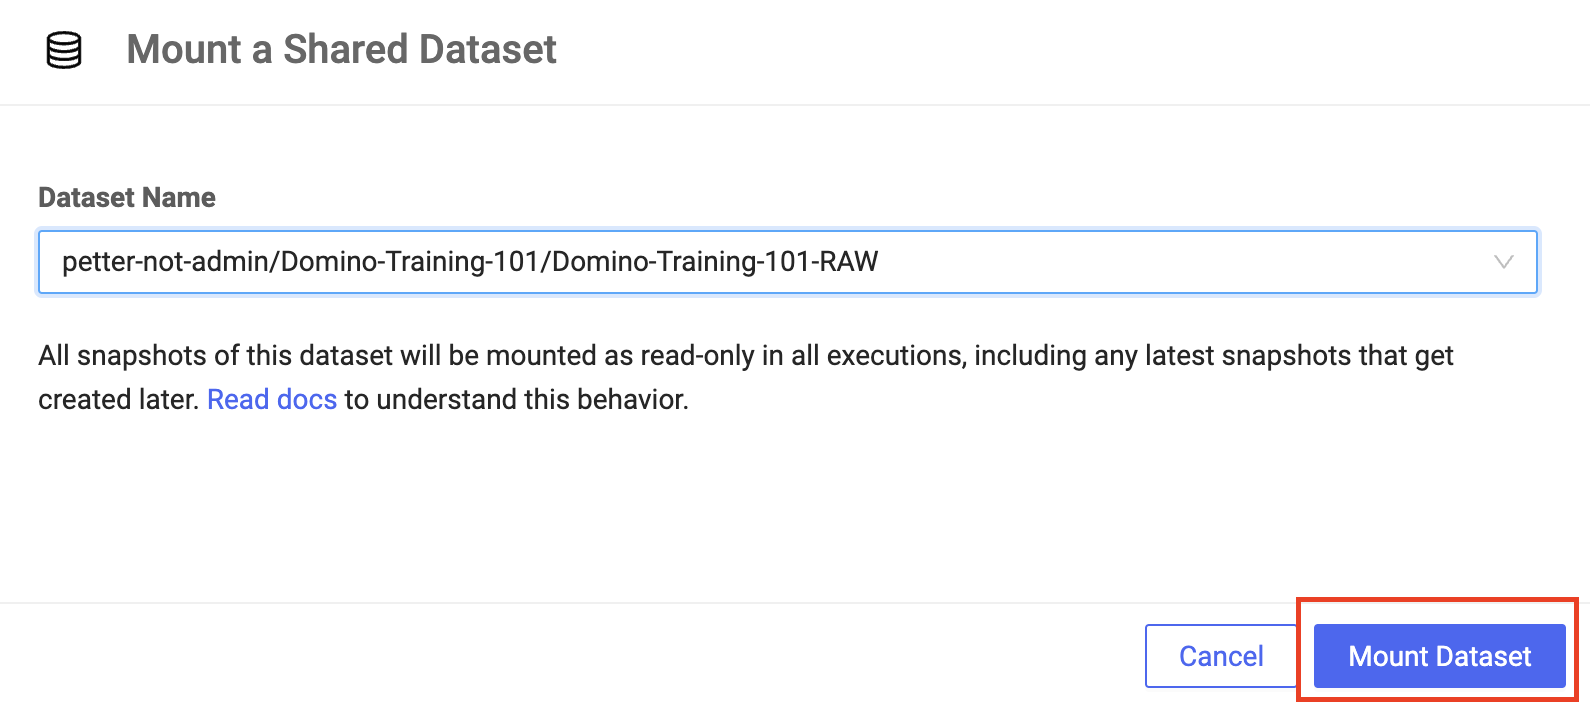 Mount a Shared Dataset
Dataset Name
petter-not-admin/Domino-Training-101/Domino-Training-101-RAW
All snapshots of this dataset will be mounted as read-only in all executions, including any latest snapshots that get
created later. Read docs to understand this behavior.
Cancel
Mount Dataset